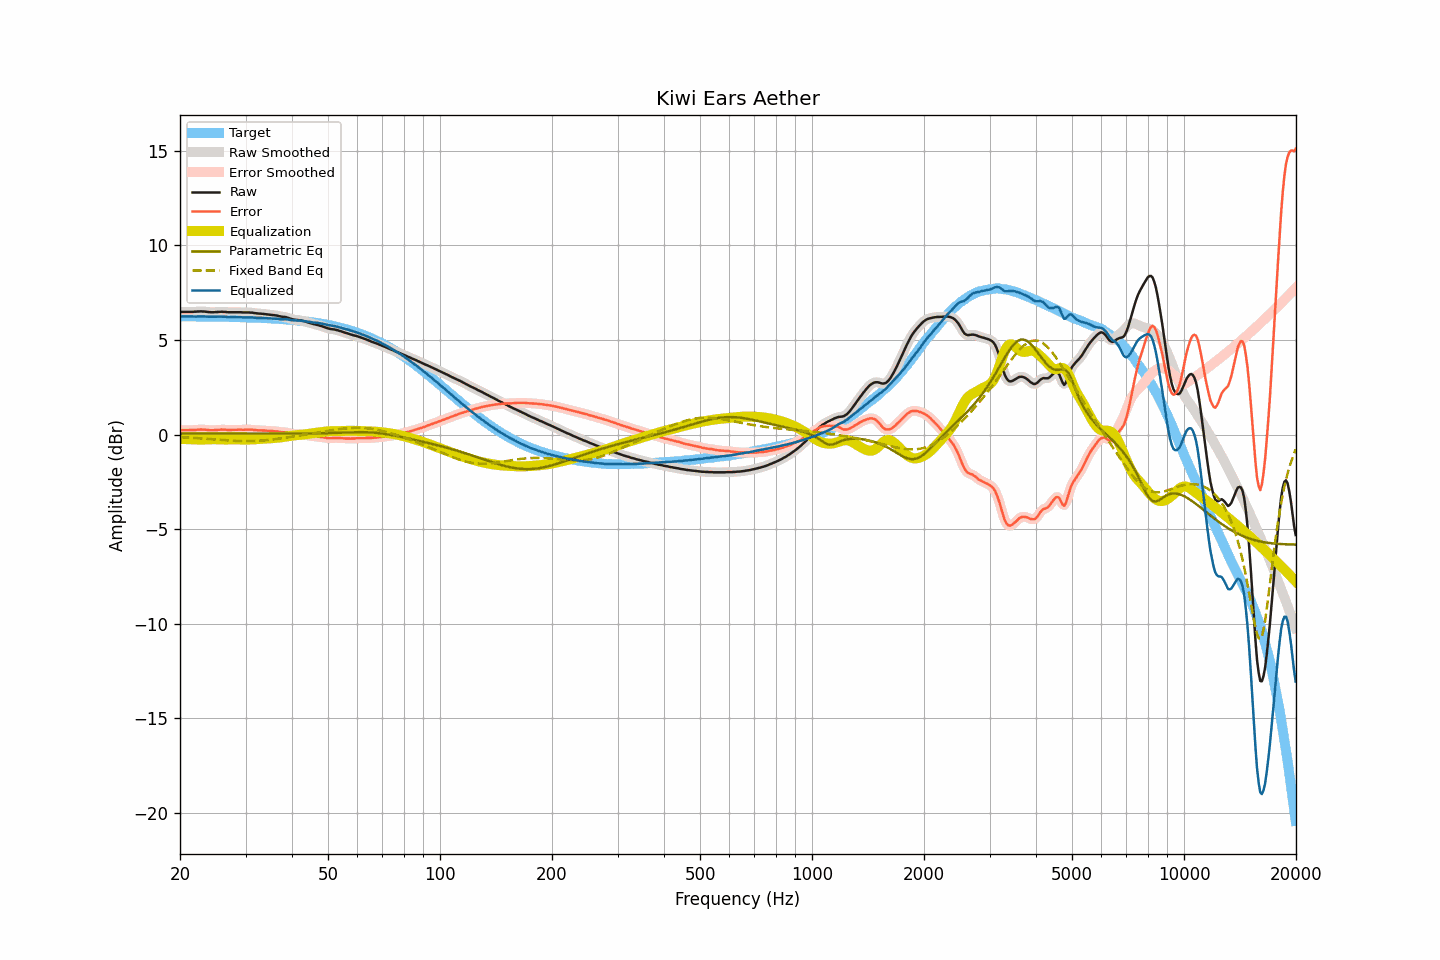 Kiwi Ears Aether
Target
Raw Smoothed
Error Smoothed
Raw
Error
Equalization
Parametric Eq
Fixed Band Eq
Equalized
15
10
5
0
−5
−10
−15
−20
Amplitude (dBr)
20 50 100 200 500 1000 2000 5000 10000 20000
Frequency (Hz)